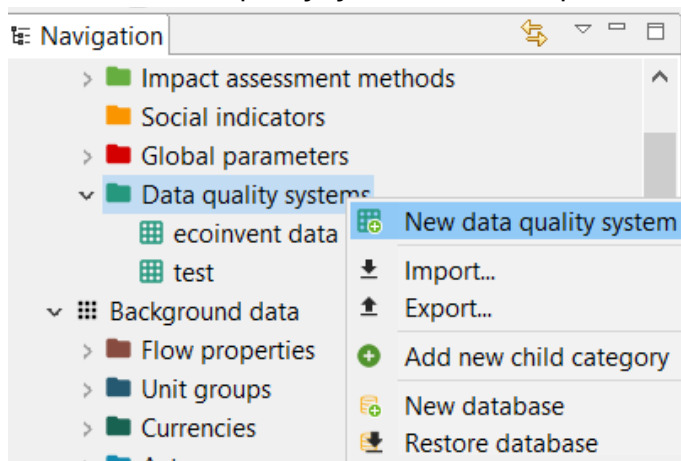 Navigation
Impact assessment methods
Social indicators
Global parameters
Data quality systems
New data quality system
ecoinvent data
Import...
test
Export...
Background data
Add new child category
Flow properties
New database
Unit groups
Restore database
Currencies